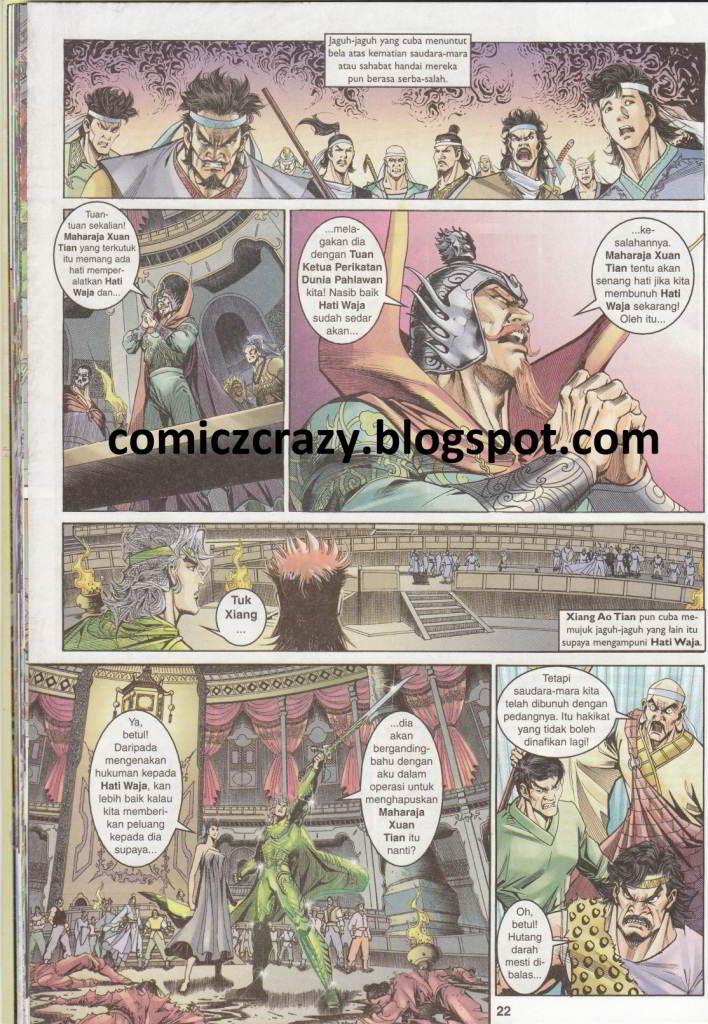 Jaguh-jaguh yang cuba menuntut
bela atas kematian saudara-mara
atau sahabat handai mereka
pun berasa serba-salah.
Tuan-
tuan sekalian!
Maharaja Xuan
Tian yang terkutuk
itu memang ada
hati memper-
alatkan Hati
Waja dan...
...mela-
gakan dia
dengan Tuan
Ketua Perikatan
Dunia Pahlawan
kita! Nasib baik
Hati Waja
sudah sedar
akan...
...ke-
salahannya.
Maharaja Xuan
Tian tentu akan
senang hati jika kita
membunuh Hati
Waja sekarang!
Oleh itu...
comiczcrazy.blogspot.com
Tuk
Xiang
...
Xiang Ao Tian pun cuba me-
mujuk jaguh-jaguh yang lain itu
supaya mengampuni Hati Waja.
Ya,
betul!
Daripada
mengenakan
hukuman kepada
Hati Waja, kan
lebih baik kalau
kita memberi-
kan peluang
kepada dia
supaya...
...dia
akan
berganding-
bahu dengan
aku dalam
operasi untuk
menghapuskan
Maharaja
Xuan
Tian itu
nanti?
Tetapi
saudara-mara kita
telah dibunuh dengan
pedangnya. Itu hakikat
yang tidak boleh
dinafikan lagi!
Oh,
betul!
Hutang
darah
mesti di-
balas...
22